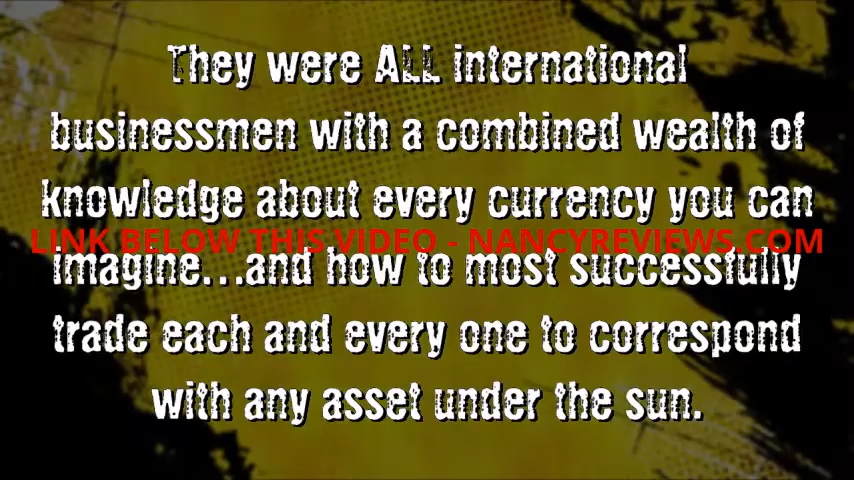 They were ALL international
businessmen with a combined wealth of
knowledge about every currency you can
LINK BELOW THIS VIDEO - NANCYREVIEWS.COM
imagine...and how to most successfully
trade each and every one to correspond
with any asset under the sun.